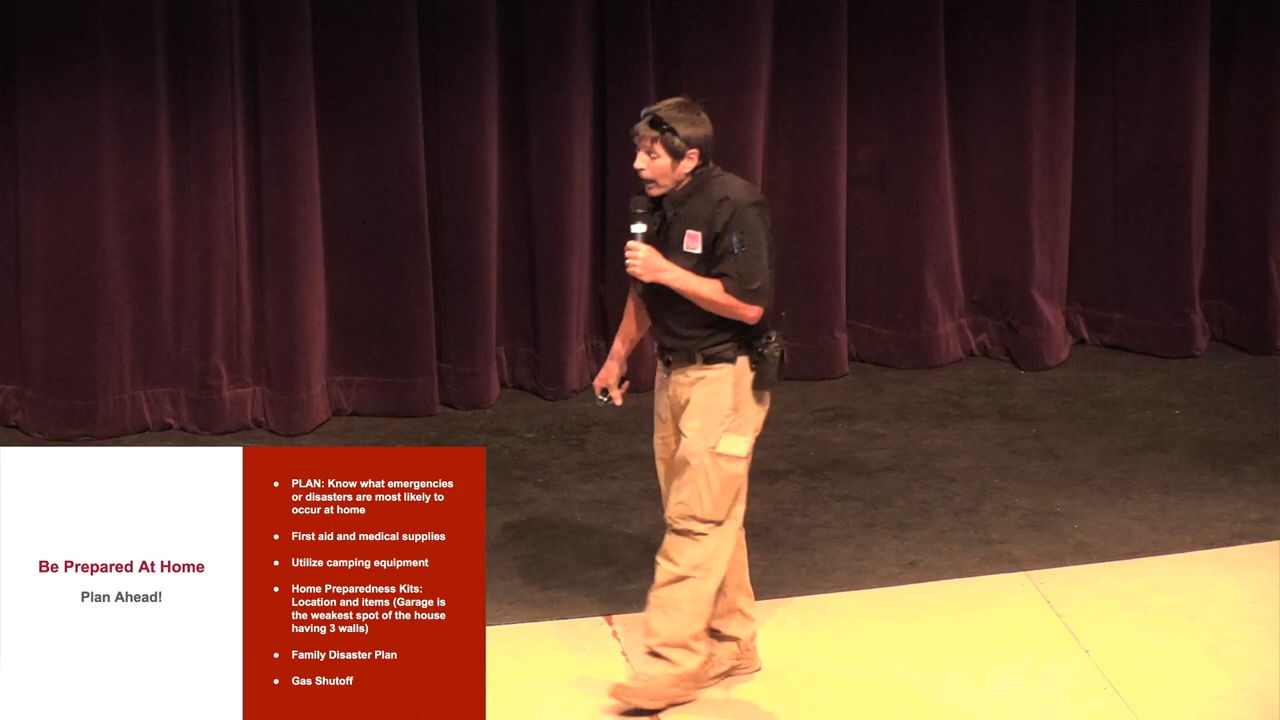 Be Prepared At Home
Plan Ahead!
● PLAN: Know what emergencies
or disasters are most likely to
occur at home
● First aid and medical supplies
● Utilize camping equipment
● Home Preparedness Kits:
Location and items (Garage is
the weakest spot of the house
having 3 walls)
● Family Disaster Plan
● Gas Shutoff